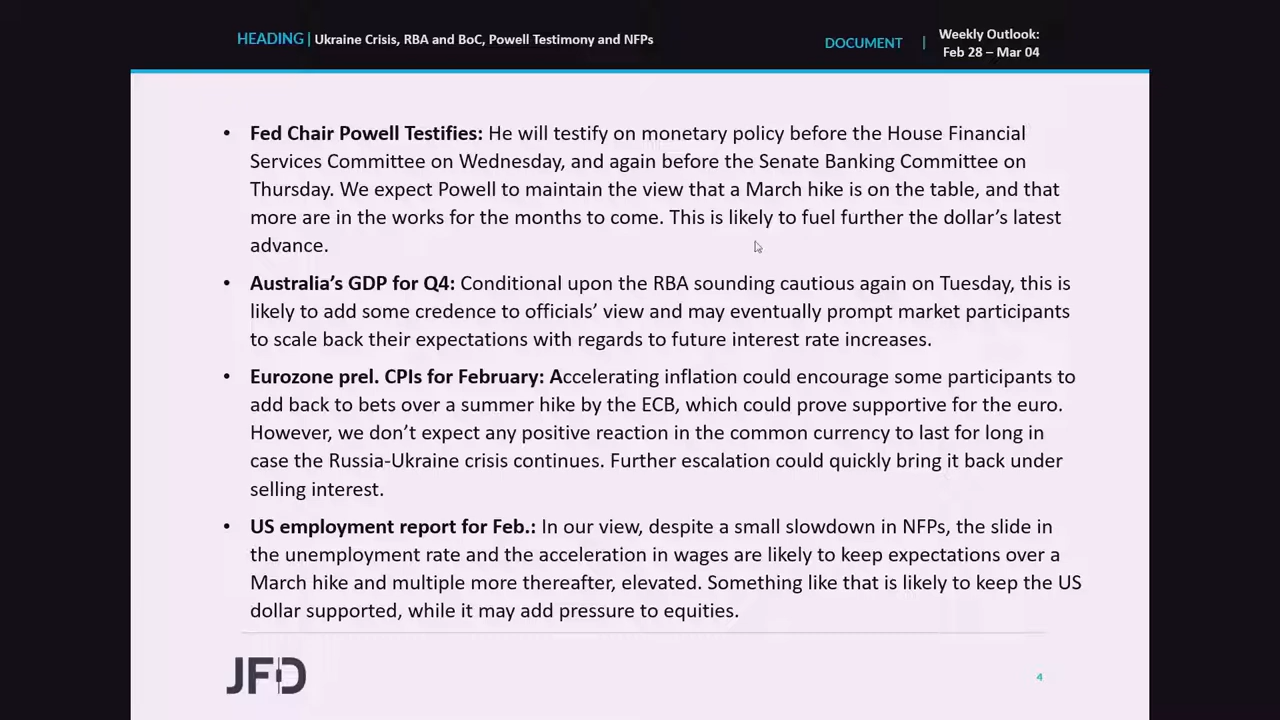 HEADING | Ukraine Crisis, RBA and BoC, Powell Testimony and NFPs
DOCUMENT | Weekly Outlook:
Feb 28 – Mar 04
• Fed Chair Powell Testifies: He will testify on monetary policy before the House Financial
Services Committee on Wednesday, and again before the Senate Banking Committee on
Thursday. We expect Powell to maintain the view that a March hike is on the table, and that
more are in the works for the months to come. This is likely to fuel further the dollar’s latest
advance.
• Australia’s GDP for Q4: Conditional upon the RBA sounding cautious again on Tuesday, this is
likely to add some credence to officials’ view and may eventually prompt market participants
to scale back their expectations with regards to future interest rate increases.
• Eurozone prel. CPIs for February: Accelerating inflation could encourage some participants to
add back to bets over a summer hike by the ECB, which could prove supportive for the euro.
However, we don’t expect any positive reaction in the common currency to last for long in
case the Russia-Ukraine crisis continues. Further escalation could quickly bring it back under
selling interest.
• US employment report for Feb.: In our view, despite a small slowdown in NFPs, the slide in
the unemployment rate and the acceleration in wages are likely to keep expectations over a
March hike and multiple more thereafter, elevated. Something like that is likely to keep the US
dollar supported, while it may add pressure to equities.
JFD
4